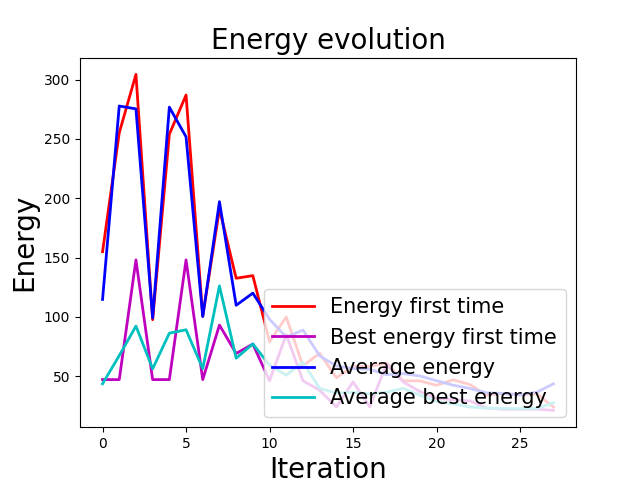 Energy evolution
300
250
200
150
100
50
Energy
Energy first time
Best energy first time
Average energy
Average best energy
0 5 10 15 20 25
Iteration